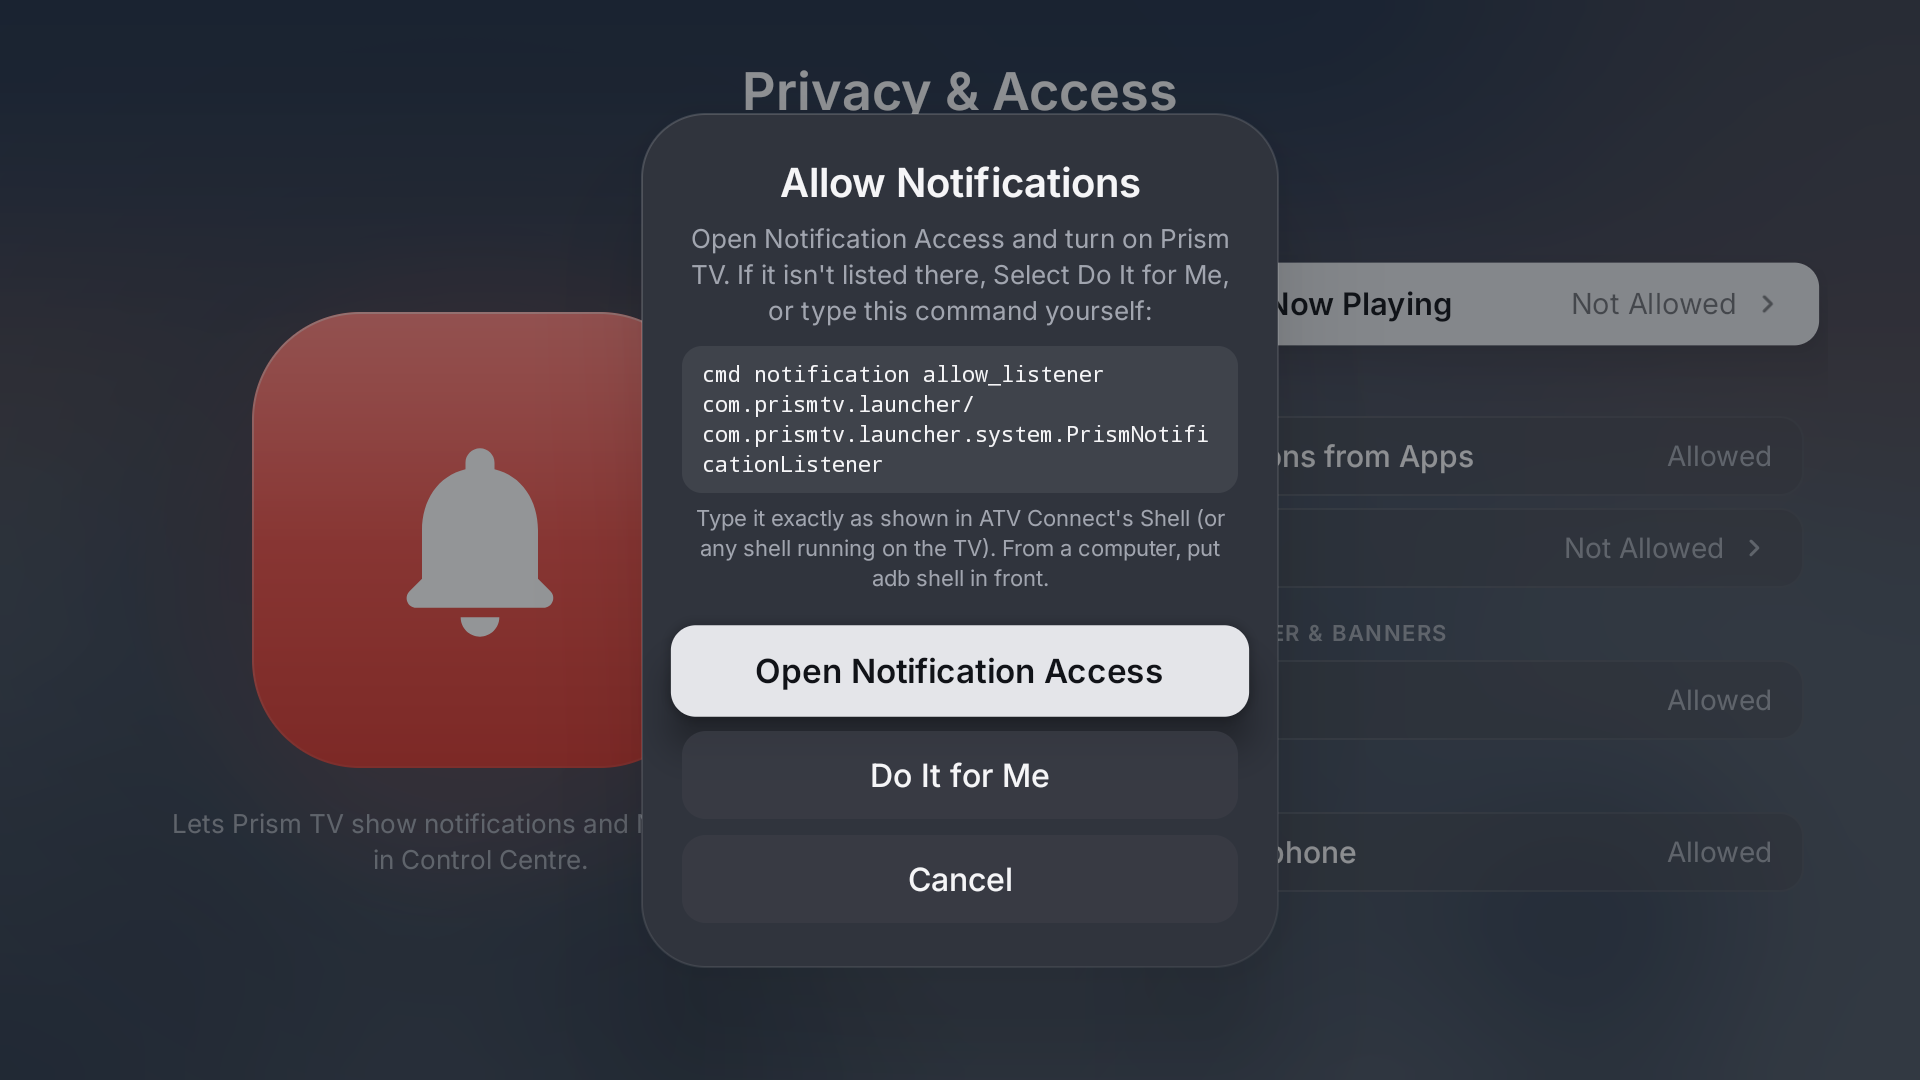 Privacy & Access
Allow Notifications
Open Notification Access and turn on Prism
TV. If it isn't listed there, Select Do It for Me,
or type this command yourself:
cmd notification allow_listener
com.prismtv.launcher/
com.prismtv.launcher.system.PrismNotifi
cationListener
Type it exactly as shown in ATV Connect's Shell (or
any shell running on the TV). From a computer, put
adb shell in front.
Open Notification Access
Do It for Me
Cancel
Lets Prism TV show notifications and
in Control Centre.
Now Playing Not Allowed
from Apps Allowed
Not Allowed
& BANNERS
Allowed
Allowed